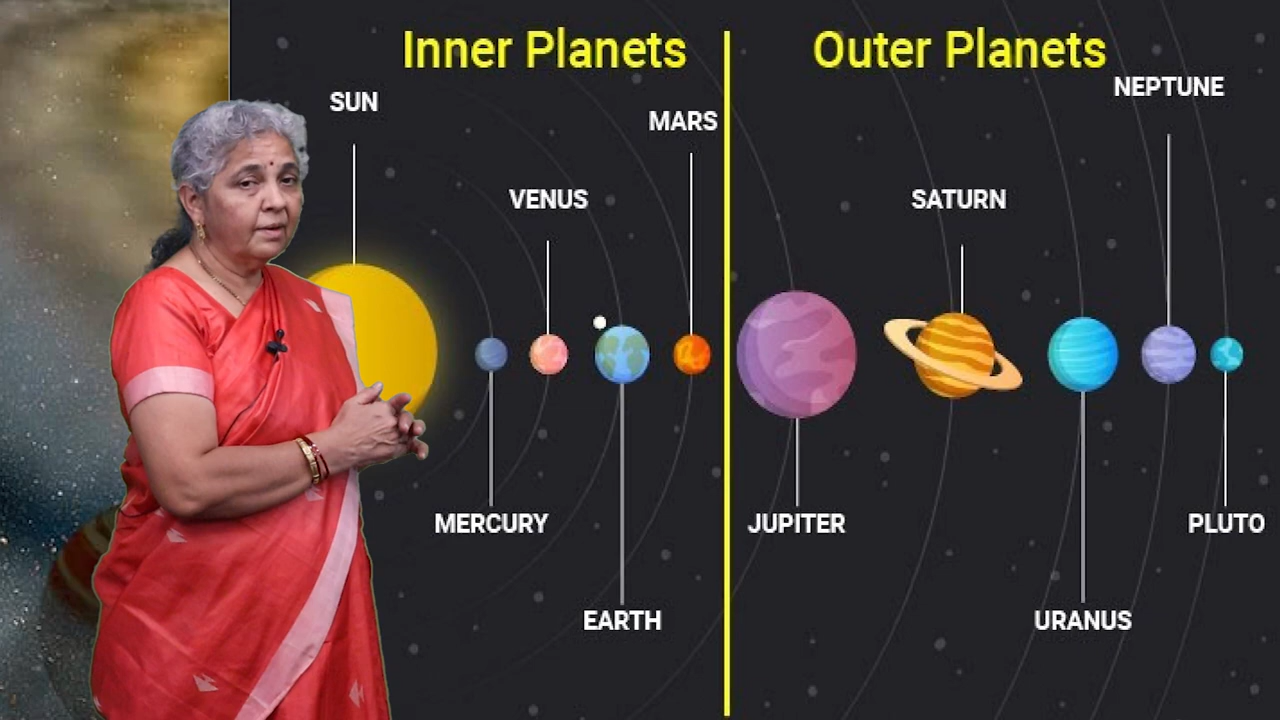 Inner Planets
Outer Planets
SUN
MARS
NEPTUNE
VENUS
SATURN
MERCURY
JUPITER
PLUTO
EARTH
URANUS